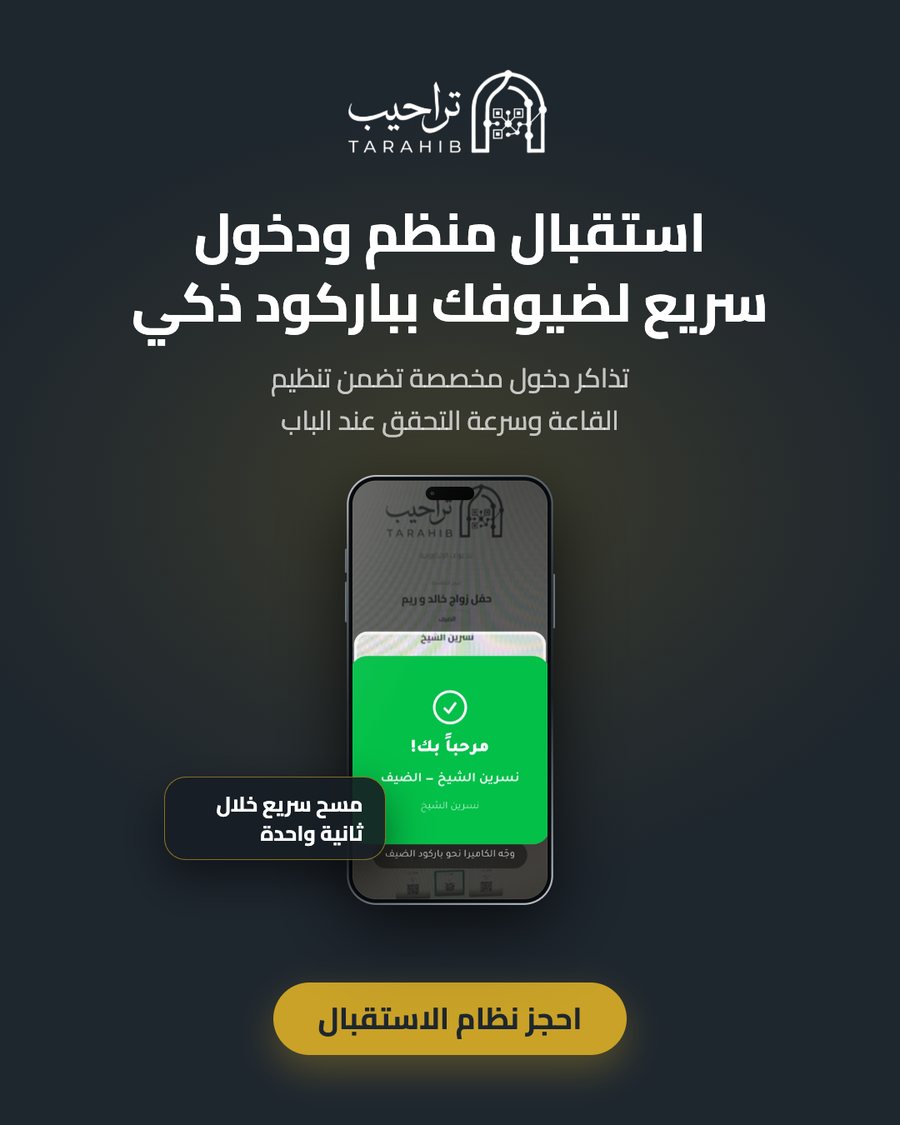 تراحيب
TARAHIB
استقبال منظم ودخول
سريع لضيوفك بباركود ذكي
تذاكر دخول مخصصة تضمن تنظيم
القاعة وسرعة التحقق عند الباب
تراحيب
TARAHIB
حفل زواج خالد و ريم
الضيف
نسرين الشيخ
مرحباً بك!
نسرين الشيخ – الضيف
نسرين الشيخ
وجّه الكاميرا نحو باركود الضيف
مسح سريع خلال
ثانية واحدة
احجز نظام الاستقبال